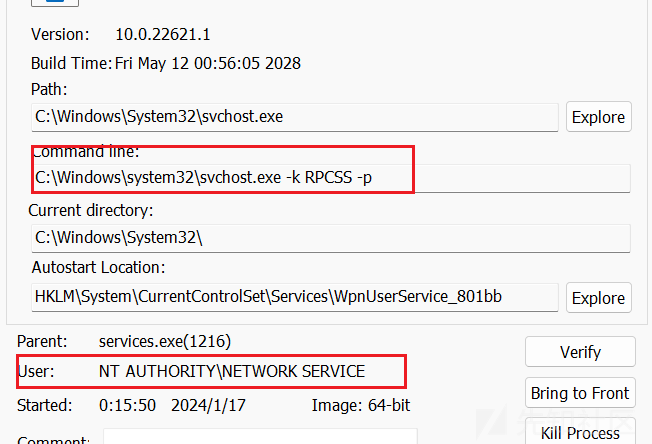 Version: 10.0.22621.1
Build Time: Fri May 12 00:56:05 2028
Path:
C:\Windows\System32\svchost.exe Explore
Command line:
C:\Windows\system32\svchost.exe -k RPCSS -p
Current directory:
C:\Windows\System32\
Autostart Location:
HKLM\System\CurrentControlSet\Services\WpnUserService_801bb Explore
Parent: services.exe(1216)
Verify
User: NT AUTHORITY\NETWORK SERVICE
Bring to Front
Started: 0:15:50 2024/1/17 Image: 64-bit
Comment:
Kill Process